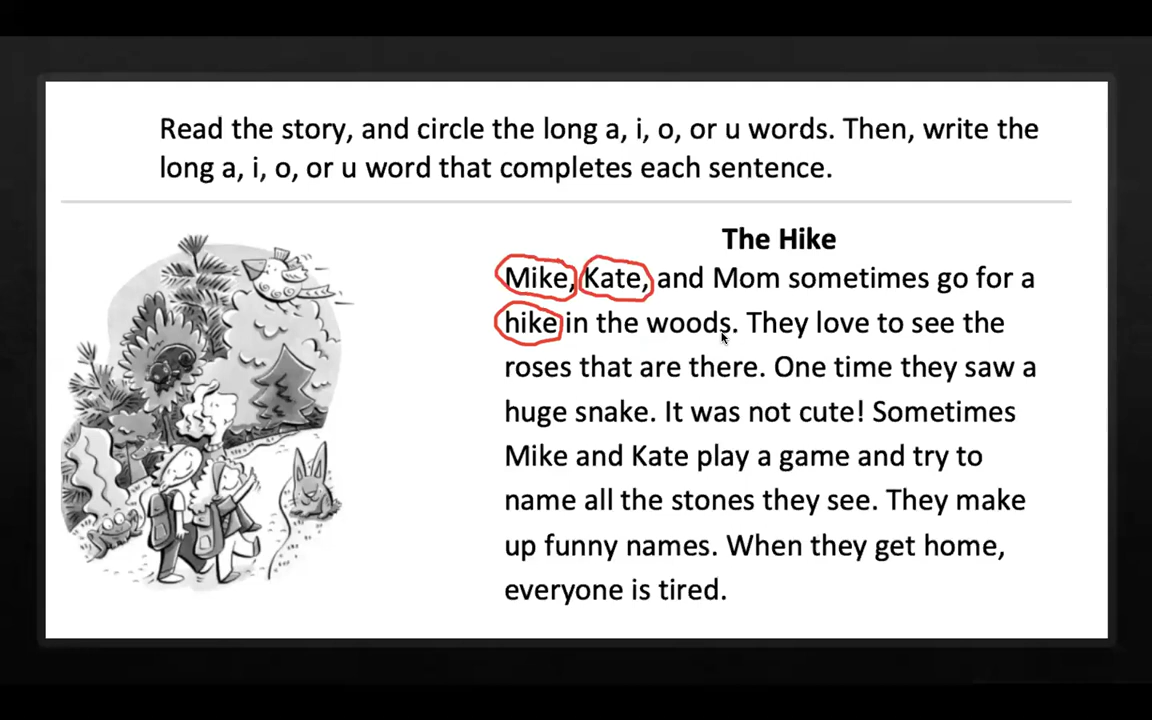 Read the story, and circle the long a, i, o, or u words. Then, write the
long a, i, o, or u word that completes each sentence.
The Hike
Mike, Kate, and Mom sometimes go for a
hike in the woods. They love to see the
roses that are there. One time they saw a
huge snake. It was not cute! Sometimes
Mike and Kate play a game and try to
name all the stones they see. They make
up funny names. When they get home,
everyone is tired.